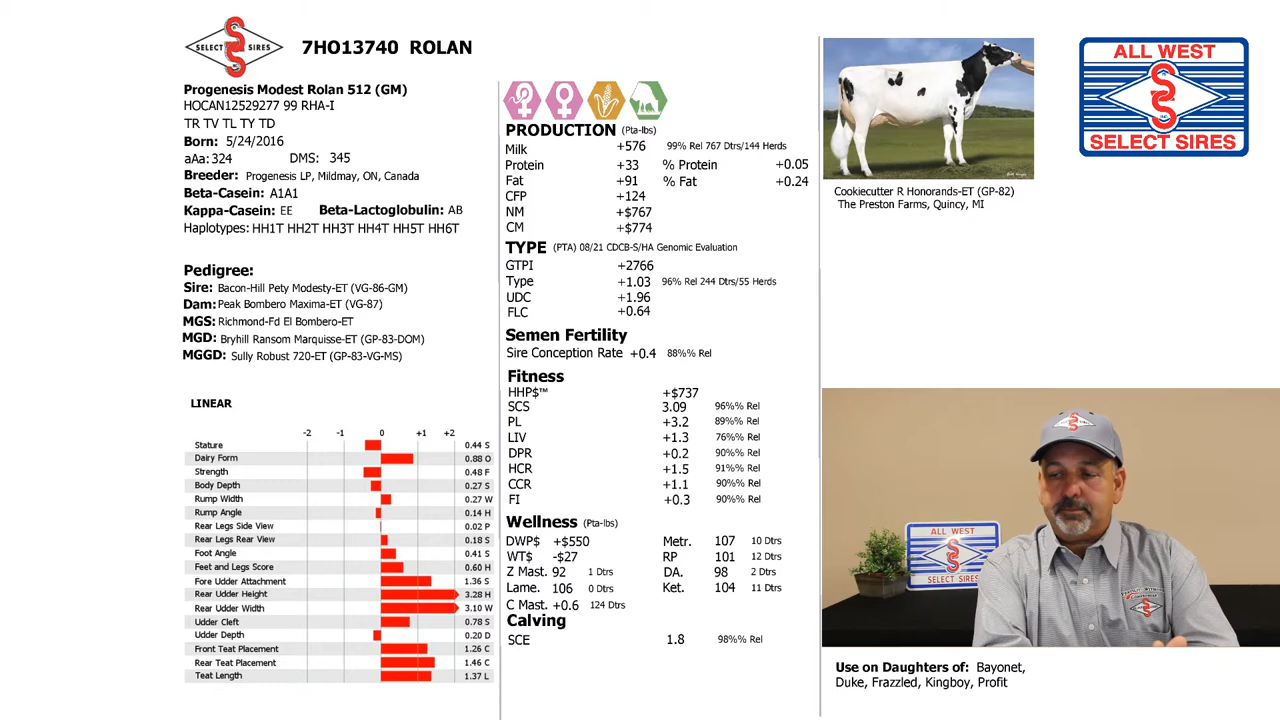 SELECT SIRES
7HO13740 ROLAN
Progenesis Modest Rolan 512 (GM)
HOCAN12529277 99 RHA-I
TR TV TL TY TD
Born: 5/24/2016
aAa: 324 DMS: 345
Breeder: Progenesis LP, Mildmay, ON, Canada
Beta-Casein: A1A1
Kappa-Casein: EE Beta-Lactoglobulin: AB
Haplotypes: HH1T HH2T HH3T HH4T HH5T HH6T
Pedigree:
Sire: Bacon-Hill Pety Modesty-ET (VG-86-GM)
Dam: Peak Bombero Maxima-ET (VG-87)
MGS: Richmond-Fd El Bombero-ET
MGD: Bryhill Ransom Marquisse-ET (GP-83-DOM)
MGGD: Sully Robust 720-ET (GP-83-VG-MS)
LINEAR
-2 -1 0 +1 +2
Stature 0.44 S
Dairy Form 0.88 O
Strength 0.48 F
Body Depth 0.27 S
Rump Width 0.27 W
Rump Angle 0.14 H
Rear Legs Side View 0.02 P
Rear Legs Rear View 0.18 S
Foot Angle 0.41 S
Feet and Legs Score 0.60 H
Fore Udder Attachment 1.36 S
Rear Udder Height 3.28 H
Rear Udder Width 3.10 W
Udder Cleft 0.78 S
Udder Depth 0.20 D
Front Teat Placement 1.26 C
Rear Teat Placement 1.46 C
Teat Length 1.37 L
PRODUCTION (Pta-lbs)
Milk +576 99% Rel 767 Dtrs/144 Herds
Protein +33 % Protein +0.05
Fat +91 % Fat +0.24
CFP +124
NM +$767
CM +$774
TYPE (PTA) 08/21 CDCB-S/HA Genomic Evaluation
GTPI +2766
Type +1.03 96% Rel 244 Dtrs/55 Herds
UDC +1.96
FLC +0.64
Semen Fertility
Sire Conception Rate +0.4 88%% Rel
Fitness
HHP$™ +$737
SCS 3.09 96%% Rel
PL +3.2 89%% Rel
LIV +1.3 76%% Rel
DPR +0.2 90%% Rel
HCR +1.5 91%% Rel
CCR +1.1 90%% Rel
FI +0.3 90%% Rel
Wellness (Pta-lbs)
DWP$ +$550 Metr. 107 10 Dtrs
WT$ -$27 RP 101 12 Dtrs
Z Mast. 92 1 Dtrs DA. 98 2 Dtrs
Lame. 106 0 Dtrs Ket. 104 11 Dtrs
C Mast. +0.6 124 Dtrs
Calving
SCE 1.8 98%% Rel
Cookiecutter R Honorands-ET (GP-82)
The Preston Farms, Quincy, MI
ALL WEST
SELECT SIRES
ALL WEST
SELECT SIRES
Use on Daughters of: Bayonet,
Duke, Frazzled, Kingboy, Profit